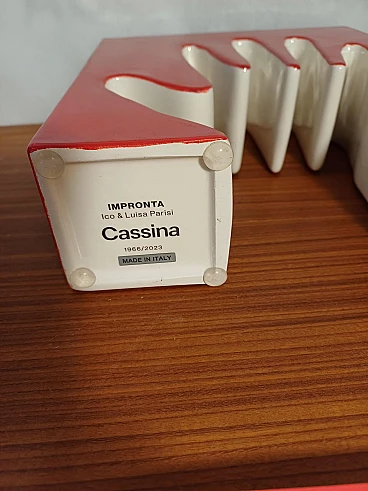 IMPRONTA
Ico & Luisa Parisi
Cassina
1966/2023
MADE IN ITALY